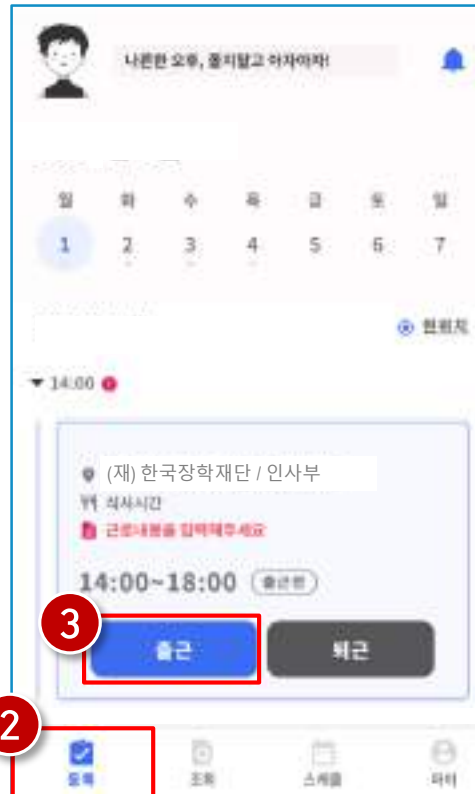 나른한 오후, 졸지말고 아자아자!
월 화 수 목 금 토 일
1 2 3 4 5 6 7
현위치
14:00
(재) 한국장학재단 / 인사부
식사시간
근로내용을 입력해주세요
14:00~18:00 출근전
3
출근 퇴근
2
등록 조회 스케줄 마이